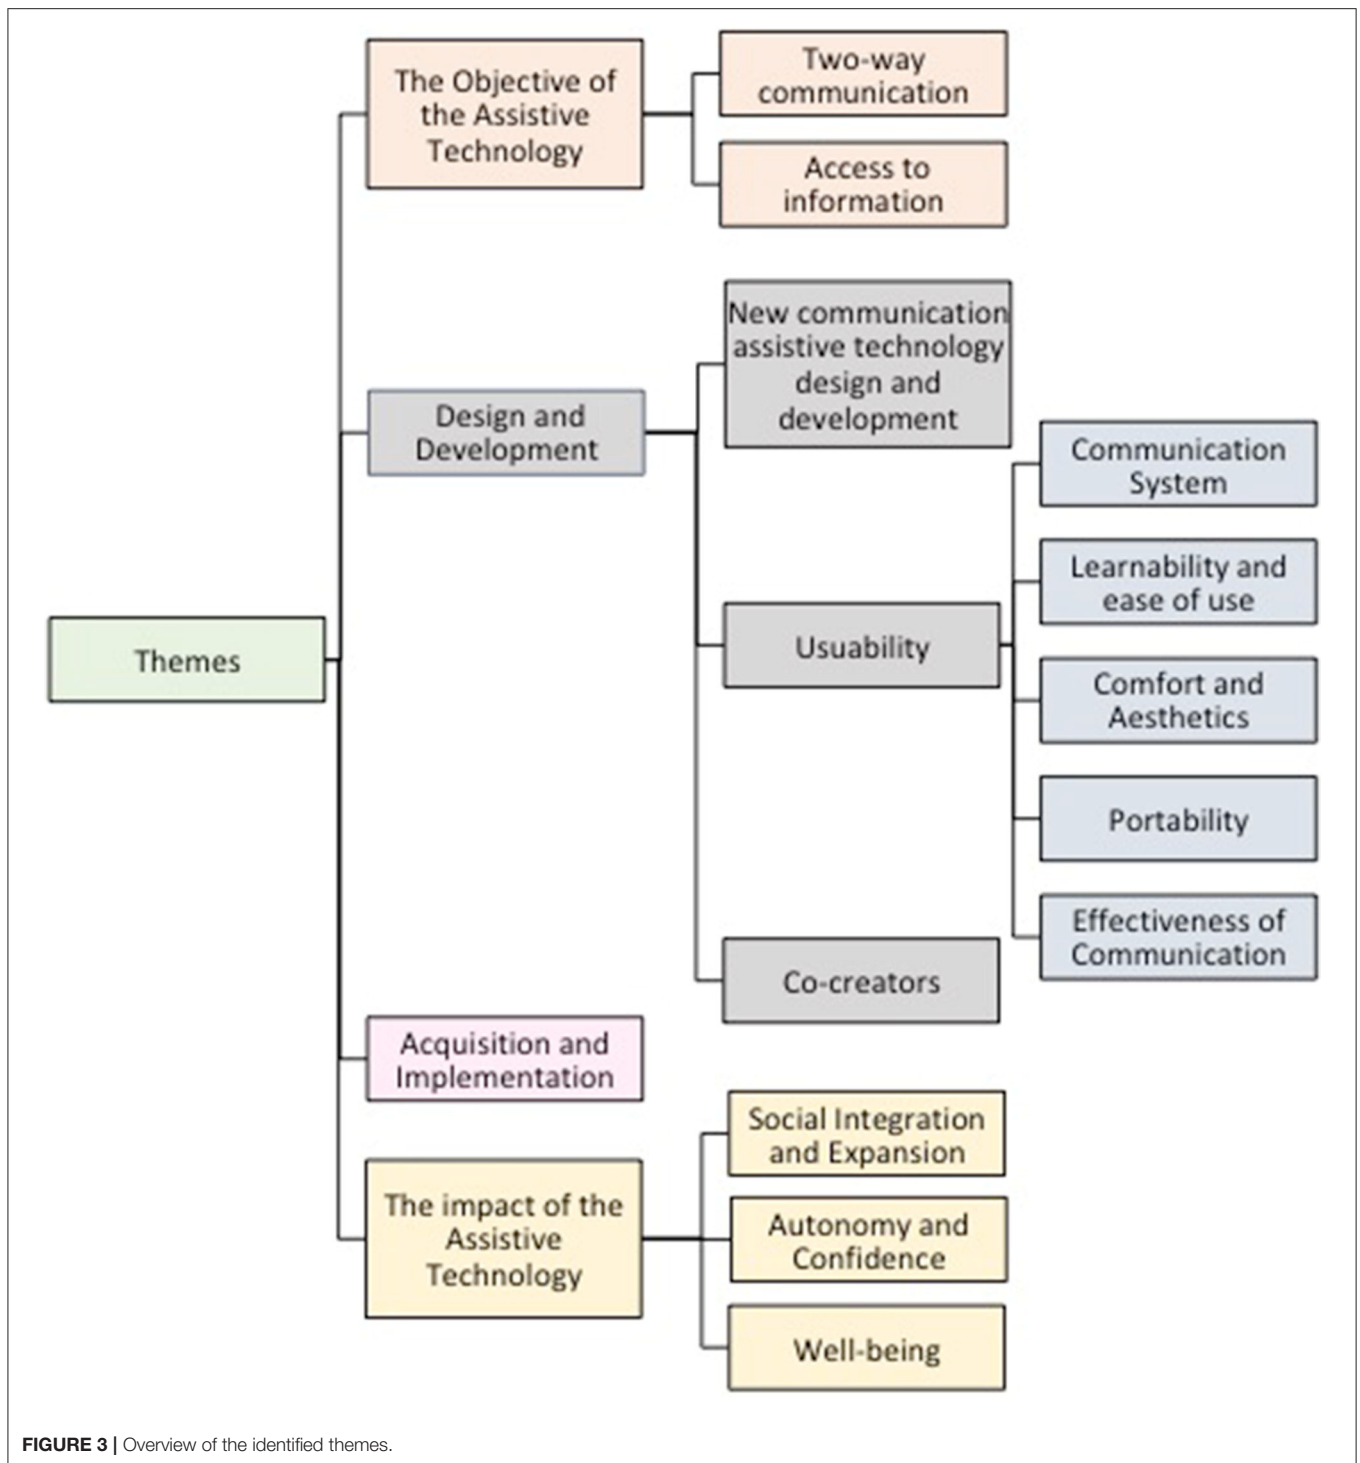 The Objective of
the Assistive
Technology
Two-way
communication
Access to
information
Design and
Development
New communication
assistive technology
design and
development
Usuability
Communication
System
Learnability and
ease of use
Comfort and
Aesthetics
Portability
Effectiveness of
Communication
Co-creators
Themes
Acquisition and
Implementation
The impact of the
Assistive
Technology
Social Integration
and Expansion
Autonomy and
Confidence
Well-being
FIGURE 3 | Overview of the identified themes.